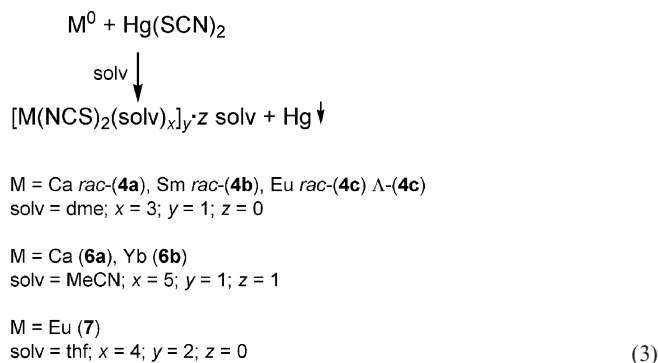 M⁰ + Hg(SCN)₂
solv
[M(NCS)₂(solv)ₓ]ᵧ·z solv + Hg↓
M = Ca rac-(4a), Sm rac-(4b), Eu rac-(4c) Λ-(4c)
solv = dme; x = 3; y = 1; z = 0
M = Ca (6a), Yb (6b)
solv = MeCN; x = 5; y = 1; z = 1
M = Eu (7)
solv = thf; x = 4; y = 2; z = 0
(3)